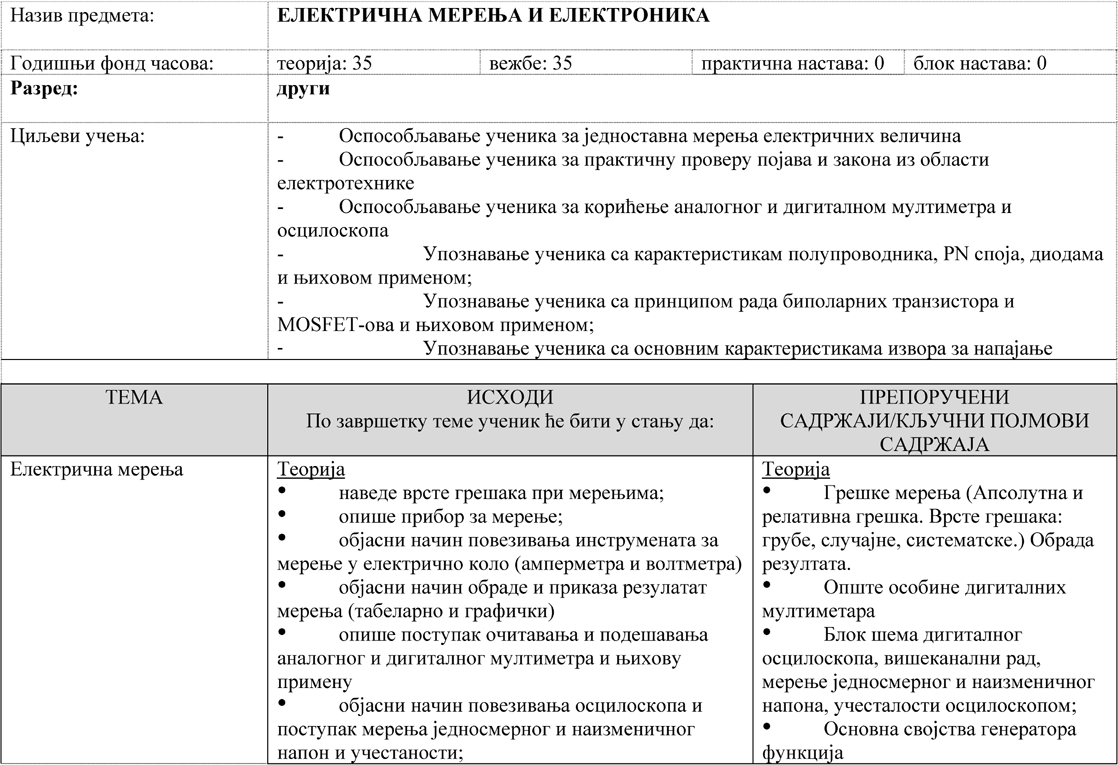 Назив предмета: ЕЛЕКТРИЧНА МЕРЕЊА И ЕЛЕКТРОНИКА
Годишњи фонд часова: теорија: 35 вежбе: 35 практична настава: 0 блок настава: 0
Разред: други
Циљеви учења:
- Оспособљавање ученика за једноставна мерења електричних величина
- Оспособљавање ученика за практичну проверу појава и закона из области
електротехнике
- Оспособљавање ученика за корићење аналогног и дигиталном мултиметра и
осцилоскопа
- Упознавање ученика са карактеристикам полупроводника, PN споја, диодама
и њиховом применом;
- Упознавање ученика са принципом рада биполарних транзистора и
MOSFET-ова и њиховом применом;
- Упознавање ученика са основним карактеристикама извора за напајање
ТЕМА
ИСХОДИ
По завршетку теме ученик ће бити у стању да:
ПРЕПОРУЧЕНИ
САДРЖАЈИ/КЉУЧНИ ПОЈМОВИ
САДРЖАЈА
Електрична мерења
Теорија
• наведе врсте грешака при мерењима;
• опише прибор за мерење;
• објасни начин повезивања инструмената за
мерење у електрично коло (амперметра и волтметра)
• објасни начин обраде и приказа резулатат
мерења (табеларно и графички)
• опише поступак очитавања и подешавања
аналогног и дигиталног мултиметра и њихову
примену
• објасни начин повезивања осцилоскопа и
поступак мерења једносмерног и наизменичног
напон и учестаности;
Теорија
• Грешке мерења (Апсолутна и
релативна грешка. Врсте грешака:
грубе, случајне, систематске.) Обрада
резултата.
• Опште особине дигиталних
мултиметара
• Блок шема дигиталног
осцилоскопа, вишеканални рад,
мерење једносмерног и наизменичног
напона, учесталости осцилоскопом;
• Основна својства генератора
функција